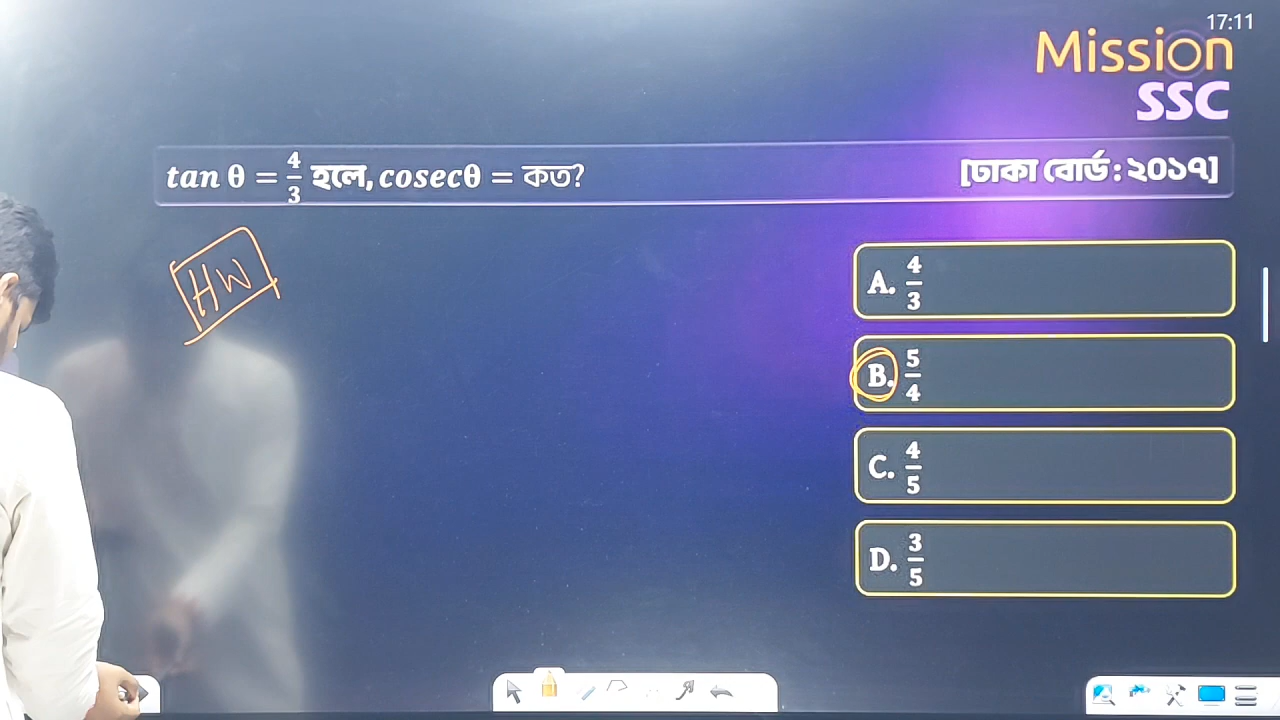 17:11
Mission
SSC
tan θ = 4/3 হলে, cosecθ = কত? [ঢাকা বোর্ড : ২০১৭]
HW
A. 4/3
B. 5/4
C. 4/5
D. 3/5